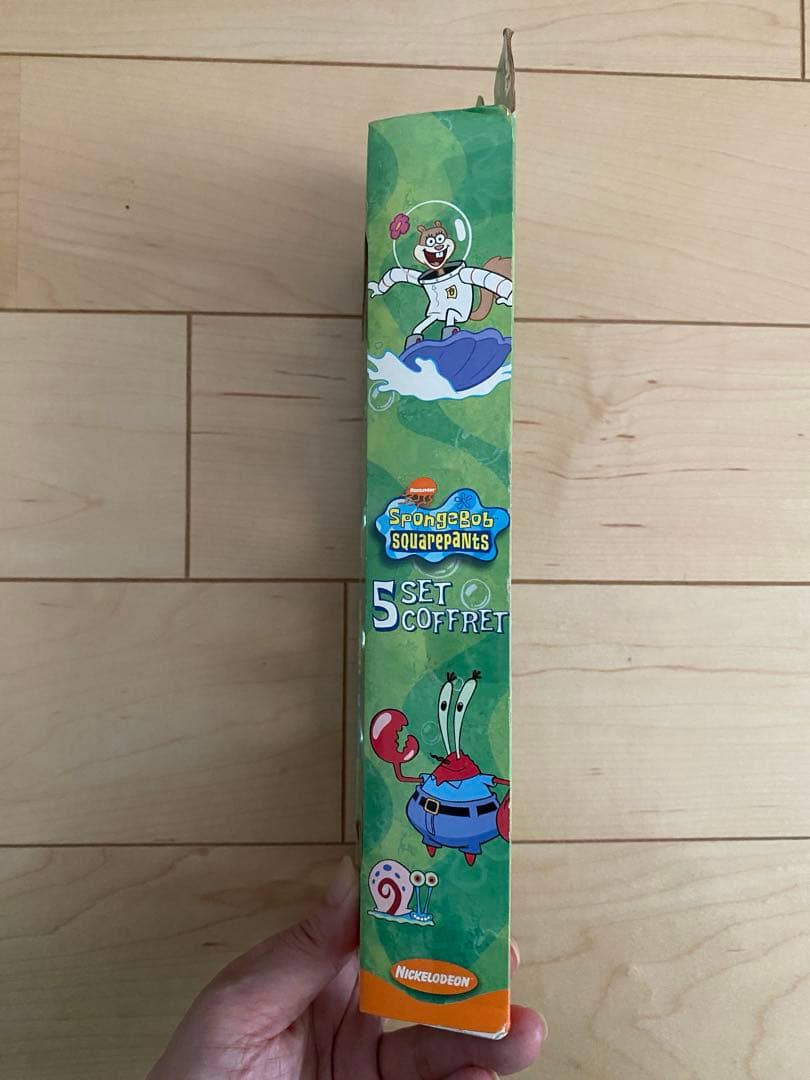 NICKELODEON
SpongeBob
SQUAREPANTS
5 SET
COFFRET
NICKELODEON